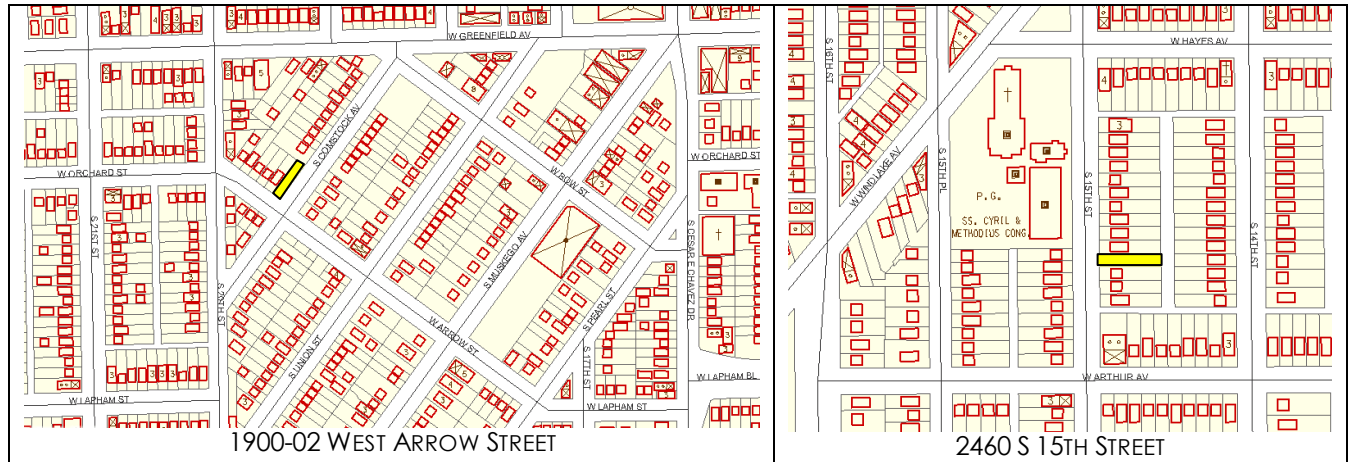 W GREENFIELD AV
S COMSTOCK AV
W ORCHARD ST
W ORCHARD ST
W BOW ST
S 21ST ST
S 20TH ST
S MUSKEGO AV
S CESAR E CHAVEZ DR
S UNION ST
W ARROW ST
S PEARL ST
S 17TH ST
W LAPHAM ST
W LAPHAM BL
W LAPHAM ST
1900-02 WEST ARROW STREET
S 16TH ST
W HAYES AV
W WINDLAKE AV
S 15TH PL
P.G.
SS. CYRIL &
METHODIUS CONG.
S 15TH ST
S 14TH ST
W ARTHUR AV
2460 S 15TH STREET